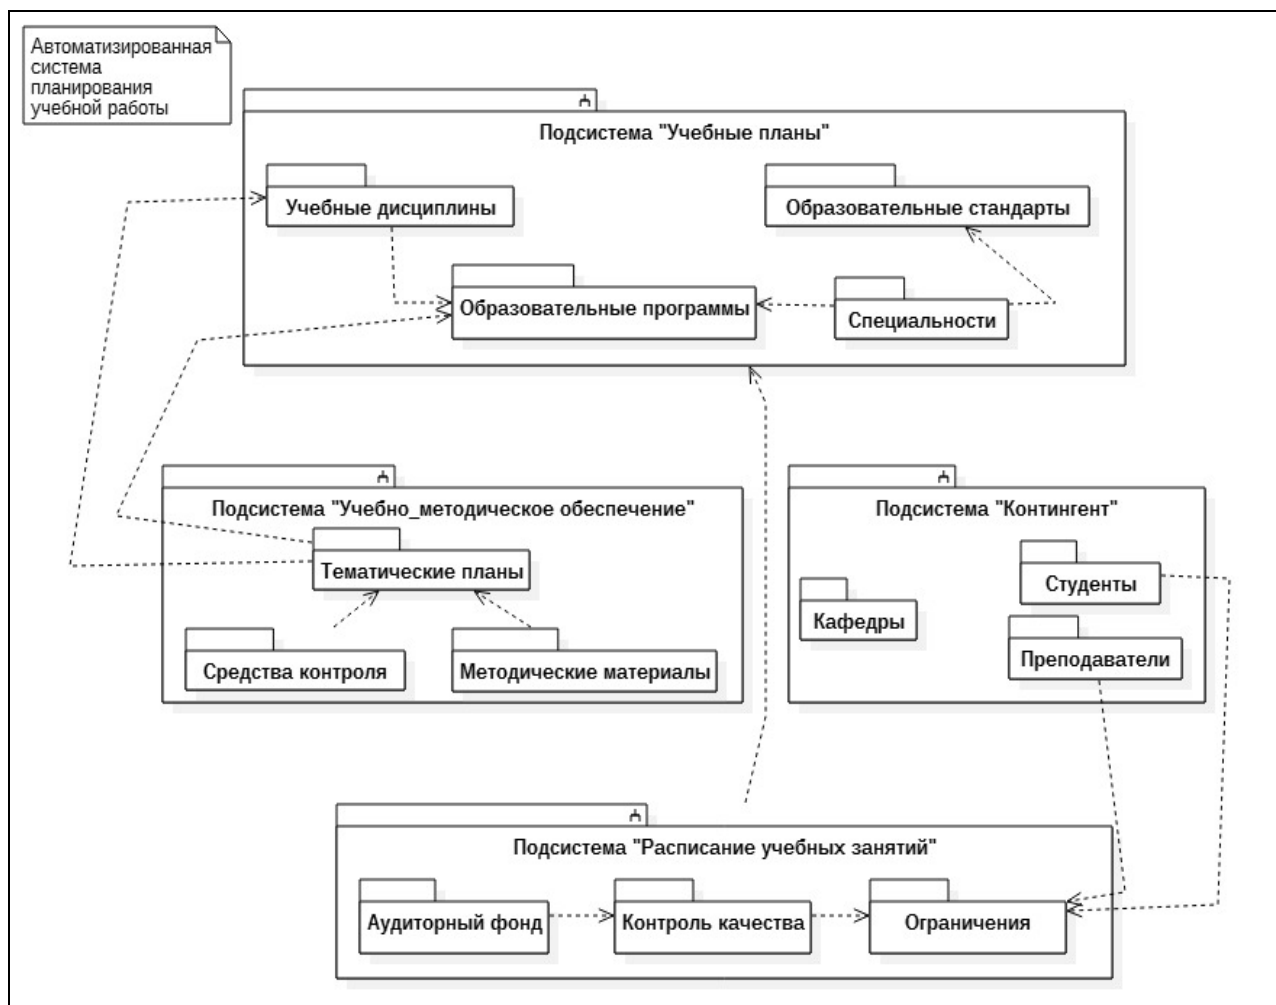 Автоматизированная
система
планирования
учебной работы
Подсистема "Учебные планы"
Учебные дисциплины
Образовательные стандарты
Образовательные программы
Специальности
Подсистема "Учебно_методическое обеспечение"
Тематические планы
Средства контроля
Методические материалы
Подсистема "Контингент"
Студенты
Кафедры
Преподаватели
Подсистема "Расписание учебных занятий"
Аудиторный фонд
Контроль качества
Ограничения